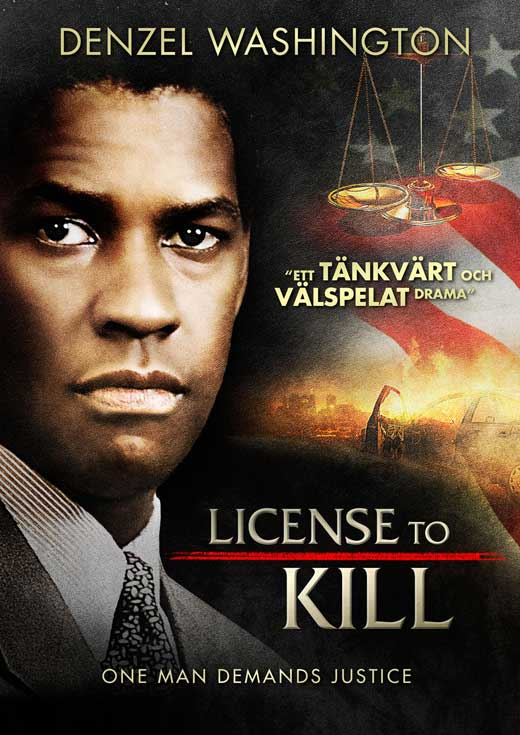 DENZEL WASHINGTON
"ETT TÄNKVÄRT OCH
VÄLSPELAT DRAMA"
LICENSE TO
KILL
ONE MAN DEMANDS JUSTICE